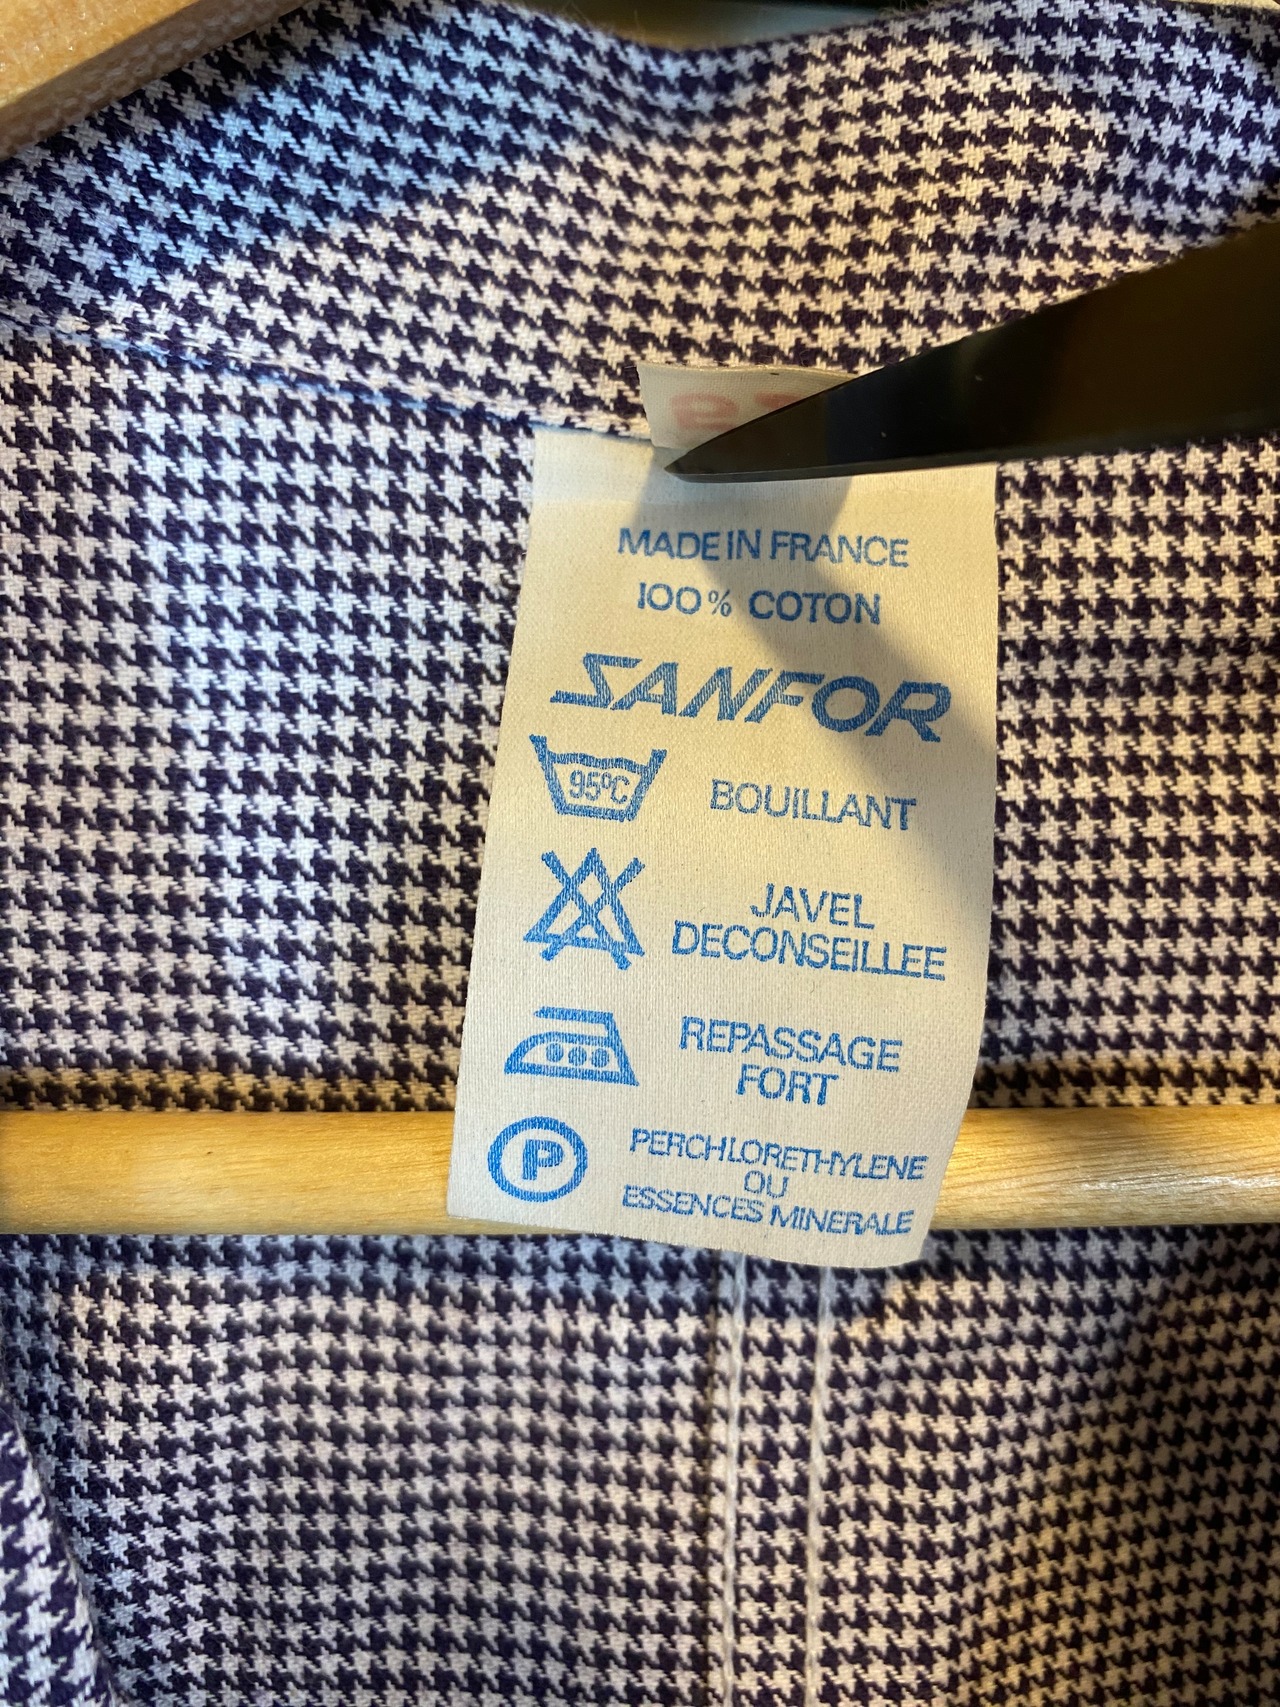 MADE IN FRANCE
100% COTON
SANFOR
95°C
BOUILLANT
JAVEL
DECONSEILLEE
REPASSAGE
FORT
P
PERCHLORETHYLENE
OU
ESSENCES MINERALE